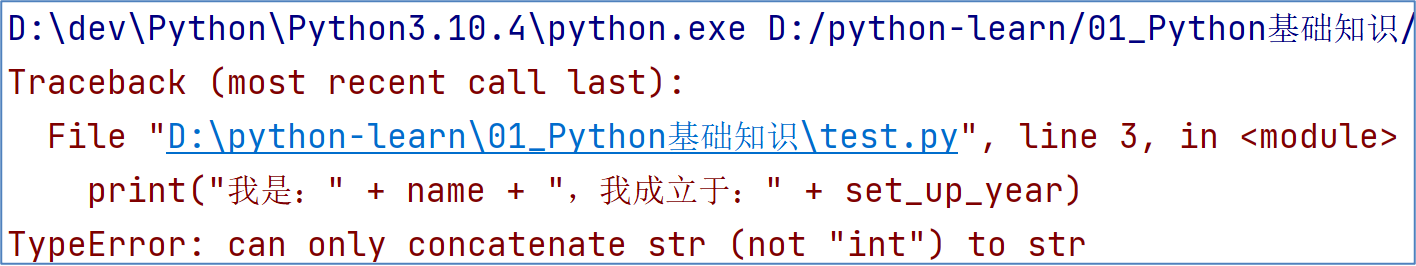 D:\dev\Python\Python3.10.4\python.exe D:/python-learn/01_Python基础知识/
Traceback (most recent call last):
  File "D:\python-learn\01_Python基础知识\test.py", line 3, in <module>
    print("我是：" + name + "，我成立于：" + set_up_year)
TypeError: can only concatenate str (not "int") to str